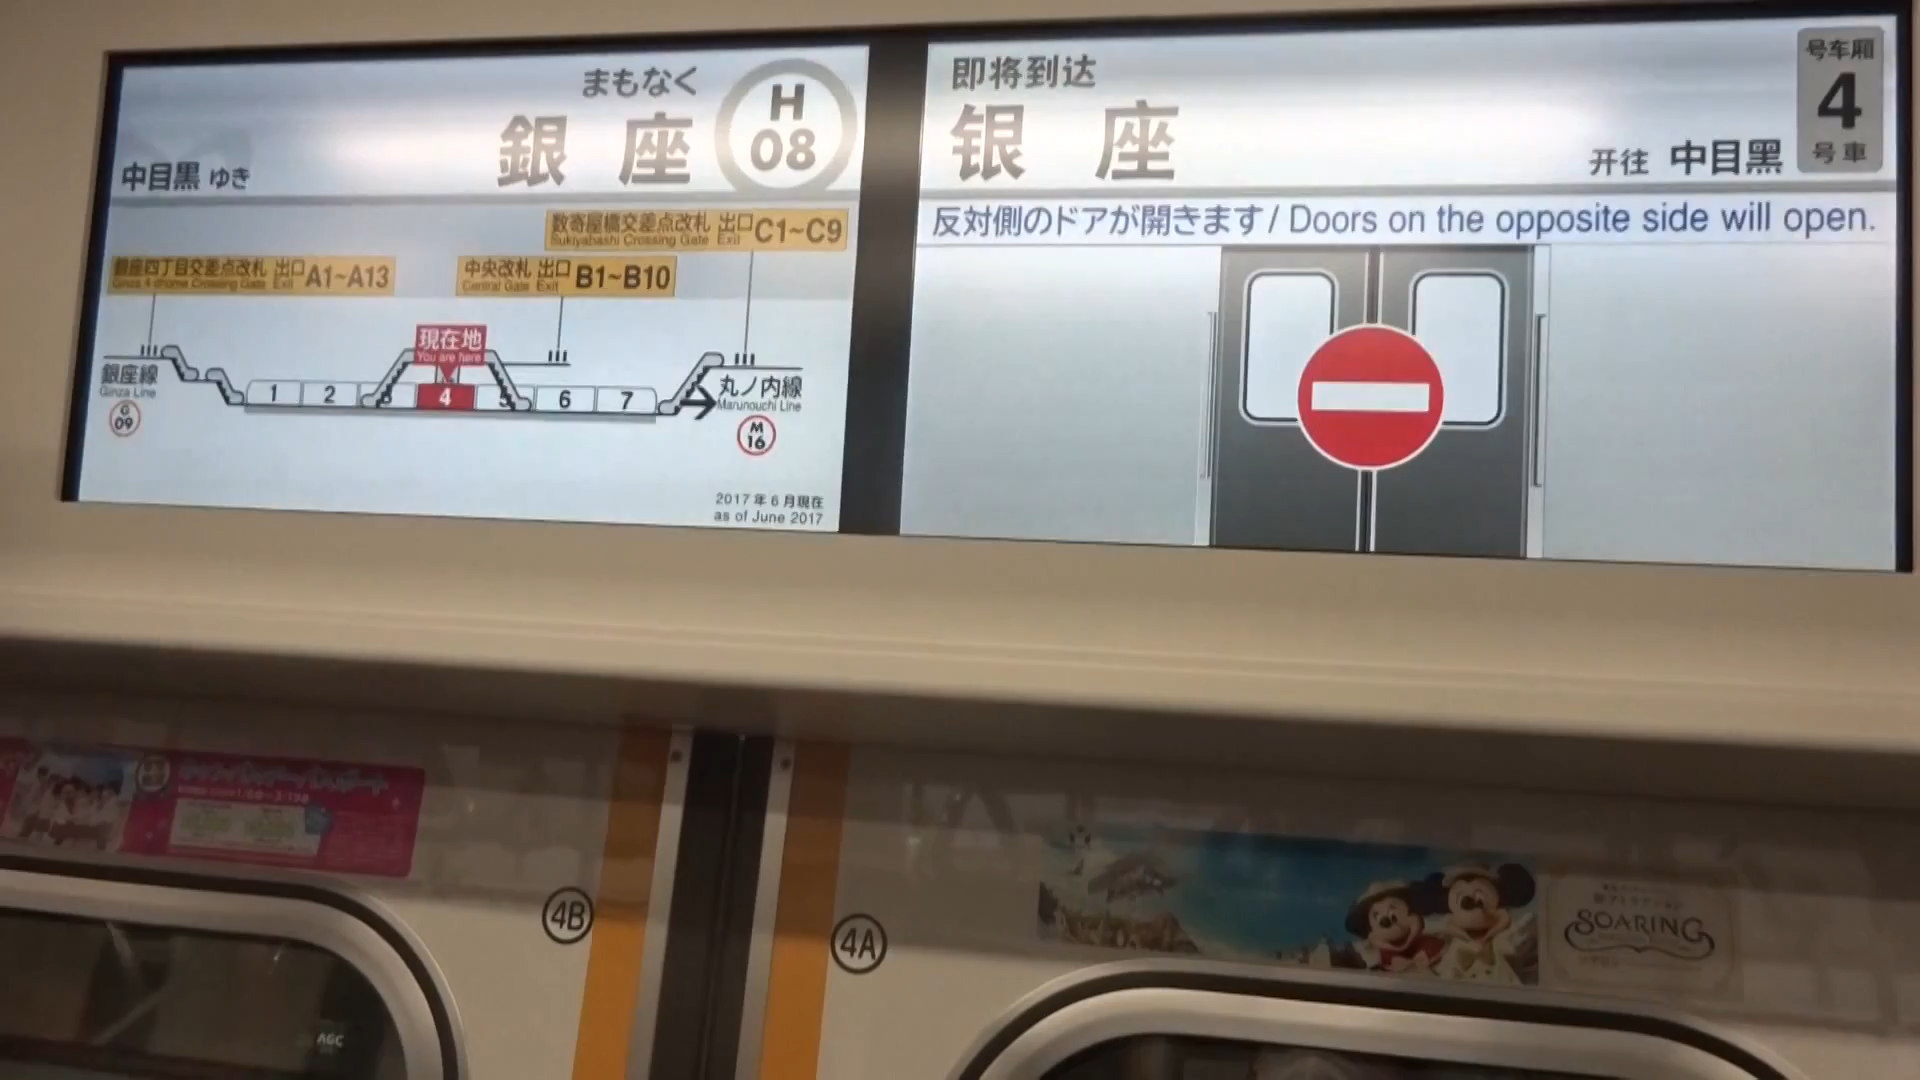 まもなく
銀座
H
08
中目黒 ゆき
数寄屋橋交差点改札 出口 C1~C9
Sukiyabashi Crossing Gate Exit
銀座四丁目交差点改札 出口 A1~A13
Ginza 4-chome Crossing Gate Exit
中央改札 出口 B1~B10
Central Gate Exit
現在地
You are here
銀座線
Ginza Line
G
09
1 2 3 4 5 6 7
丸ノ内線
Marunouchi Line
M
16
2017年6月現在
as of June 2017
即将到达
银座
开往 中目黑
号车厢
4
号車
反対側のドアが開きます / Doors on the opposite side will open.
4B
4A
SOARING
AGC